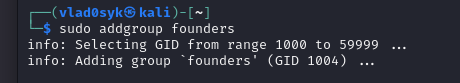 ┌──(vlad0syk㉿kali)-[~]
└─$ sudo addgroup founders
info: Selecting GID from range 1000 to 59999 ...
info: Adding group `founders' (GID 1004) ...